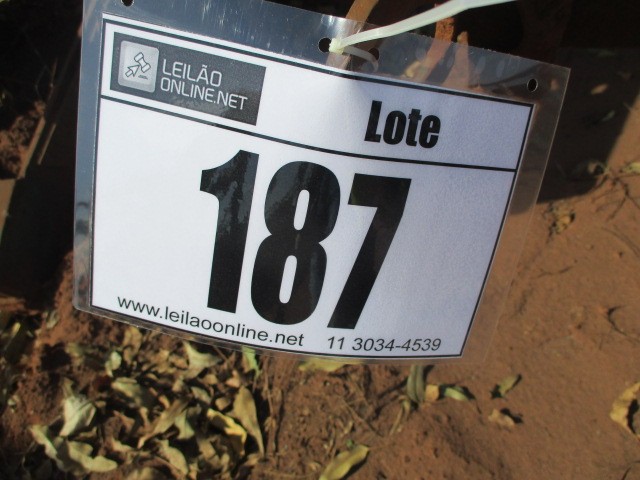 LEILÃO
ONLINE.NET
Lote
187
www.leilaoonline.net 11 3034-4539